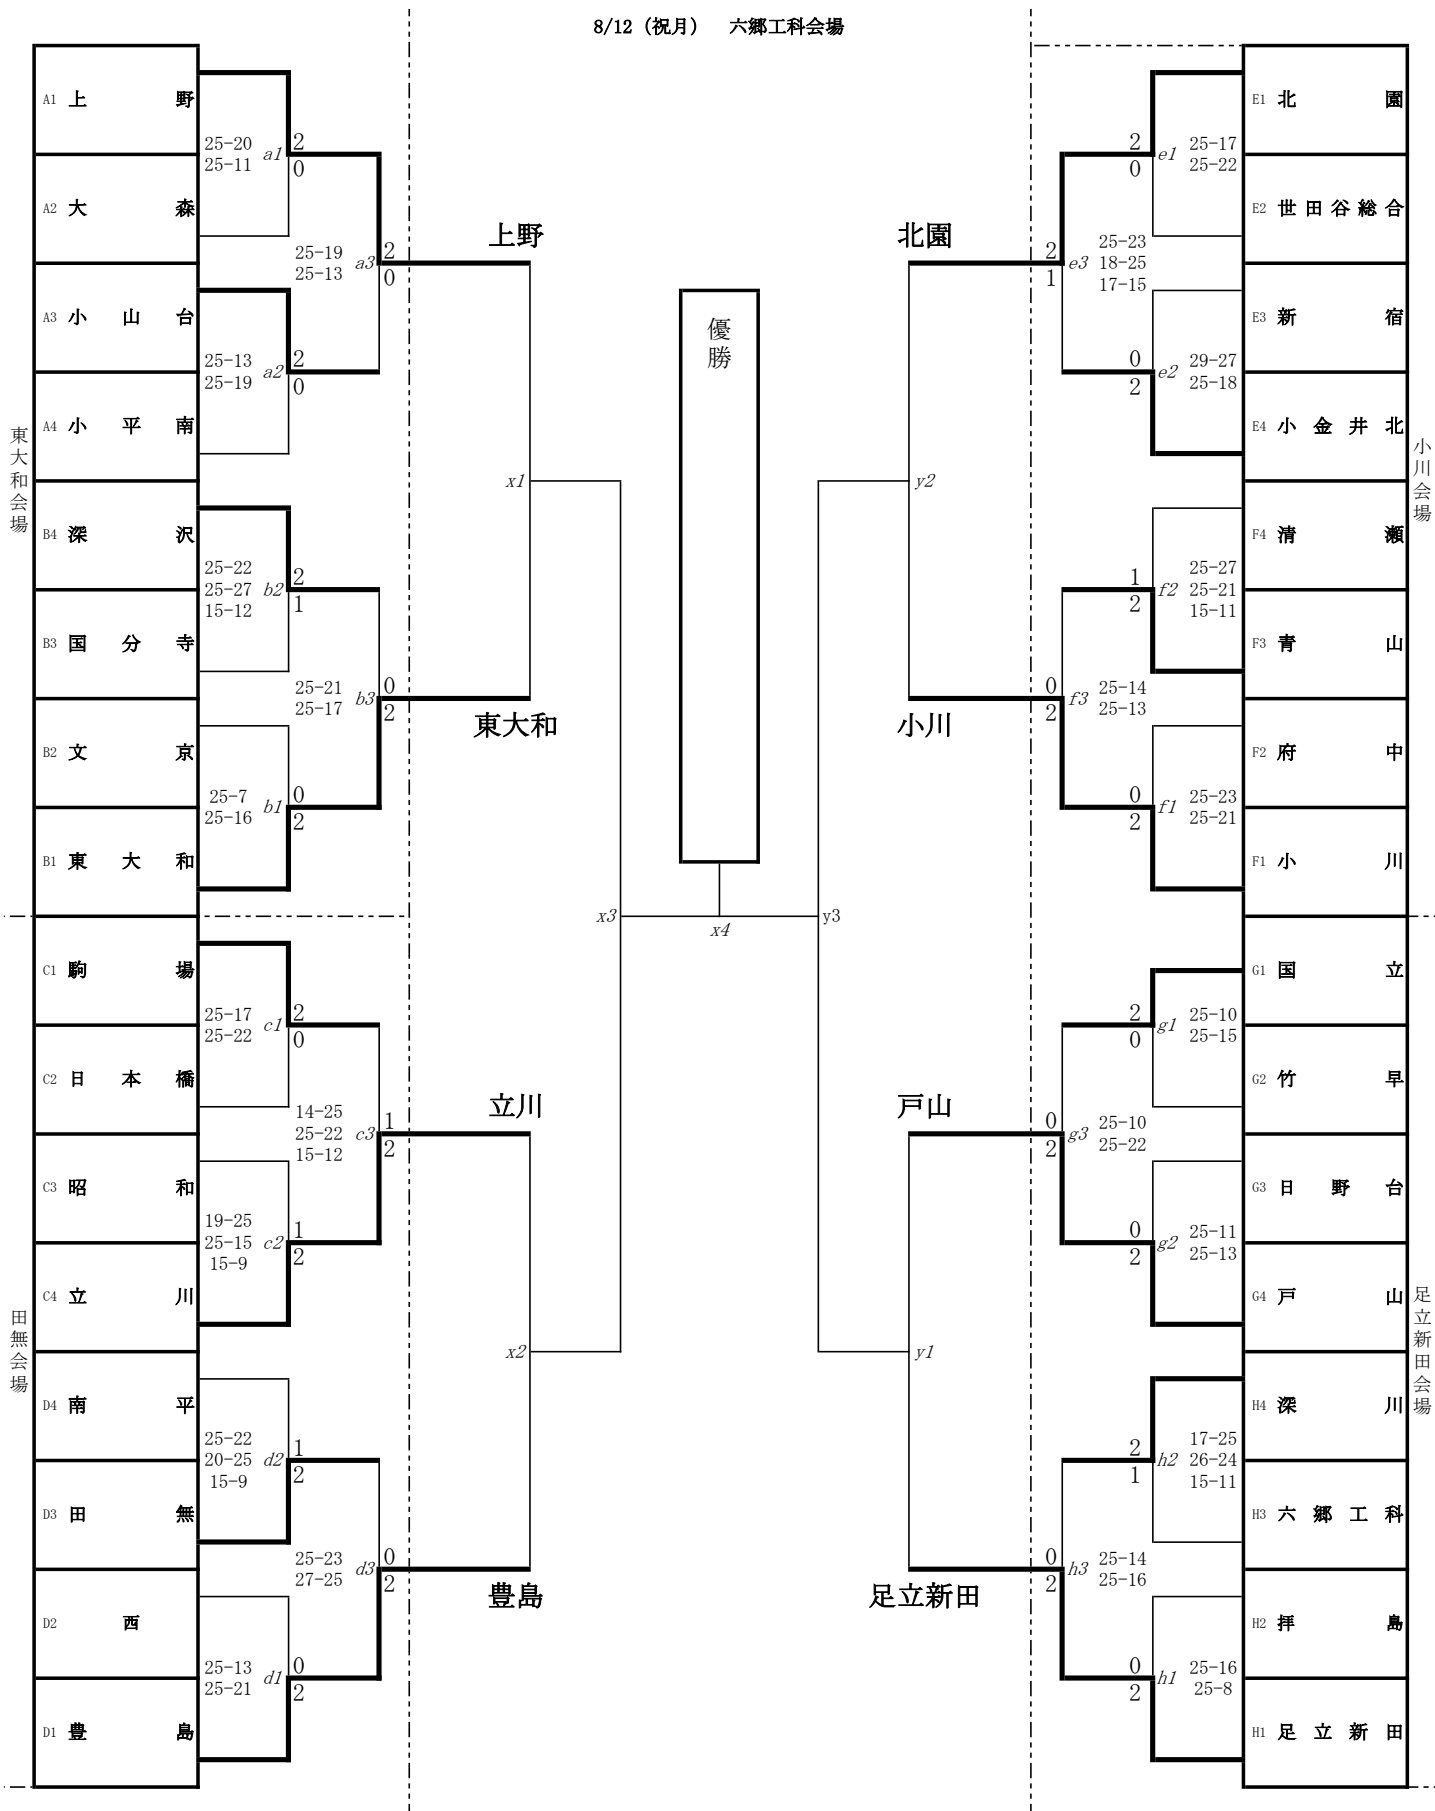 8/12（祝月） 六郷工科会場
東大和会場
A1 上野
A2 大森
25-20
25-11
a1
2
0
A3 小山台
A4 小平南
25-13
25-19
a2
2
0
25-19
25-13
a3
2
0
上野
B4 深沢
B3 国分寺
25-22
25-27
15-12
b2
2
1
B2 文京
B1 東大和
25-7
25-16
b1
0
2
25-21
25-17
b3
0
2
東大和
x1
田無会場
C1 駒場
C2 日本橋
25-17
25-22
c1
2
0
C3 昭和
C4 立川
19-25
25-15
15-9
c2
1
2
14-25
25-22
15-12
c3
1
2
立川
D4 南平
D3 田無
25-22
20-25
15-9
d2
1
2
D2 西
D1 豊島
25-13
25-21
d1
0
2
25-23
27-25
d3
0
2
豊島
x2
x3
優勝
x4
y3
小川会場
E1 北園
E2 世田谷総合
25-17
25-22
e1
2
0
E3 新宿
E4 小金井北
29-27
25-18
e2
0
2
25-23
18-25
17-15
e3
2
1
北園
F4 清瀬
F3 青山
25-27
25-21
15-11
f2
1
2
F2 府中
F1 小川
25-23
25-21
f1
0
2
25-14
25-13
f3
0
2
小川
y2
足立新田会場
G1 国立
G2 竹早
25-10
25-15
g1
2
0
G3 日野台
G4 戸山
25-11
25-13
g2
0
2
25-10
25-22
g3
0
2
戸山
H4 深川
H3 六郷工科
17-25
26-24
15-11
h2
2
1
H2 拝島
H1 足立新田
25-16
25-8
h1
0
2
25-14
25-16
h3
0
2
足立新田
y1